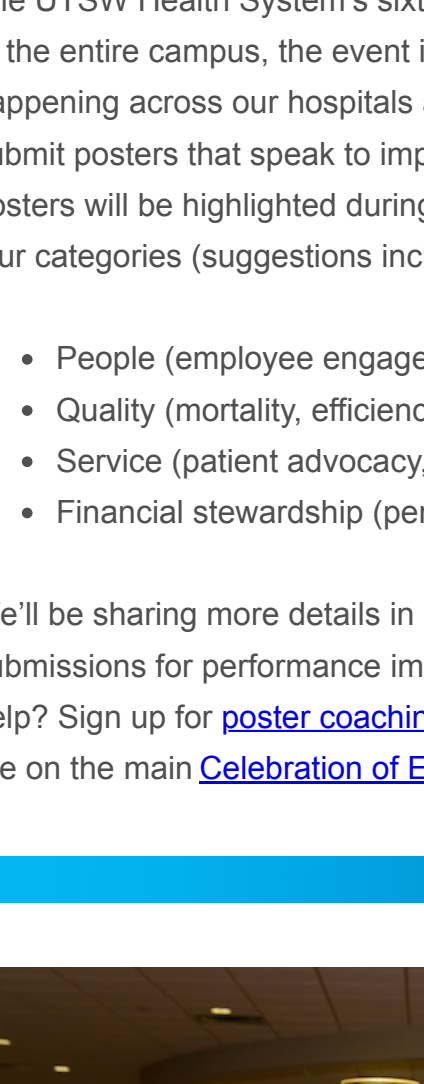 UTSW Health System's sixt
the entire campus, the event i
appening across our hospitals
ubmit posters that speak to imp
osters will be highlighted during
ur categories (suggestions inc
• People (employee engage
• Quality (mortality, efficienc
• Service (patient advocacy,
• Financial stewardship (per
e'll be sharing more details in
ubmissions for performance im
elp? Sign up for poster coachin
e on the main Celebration of E